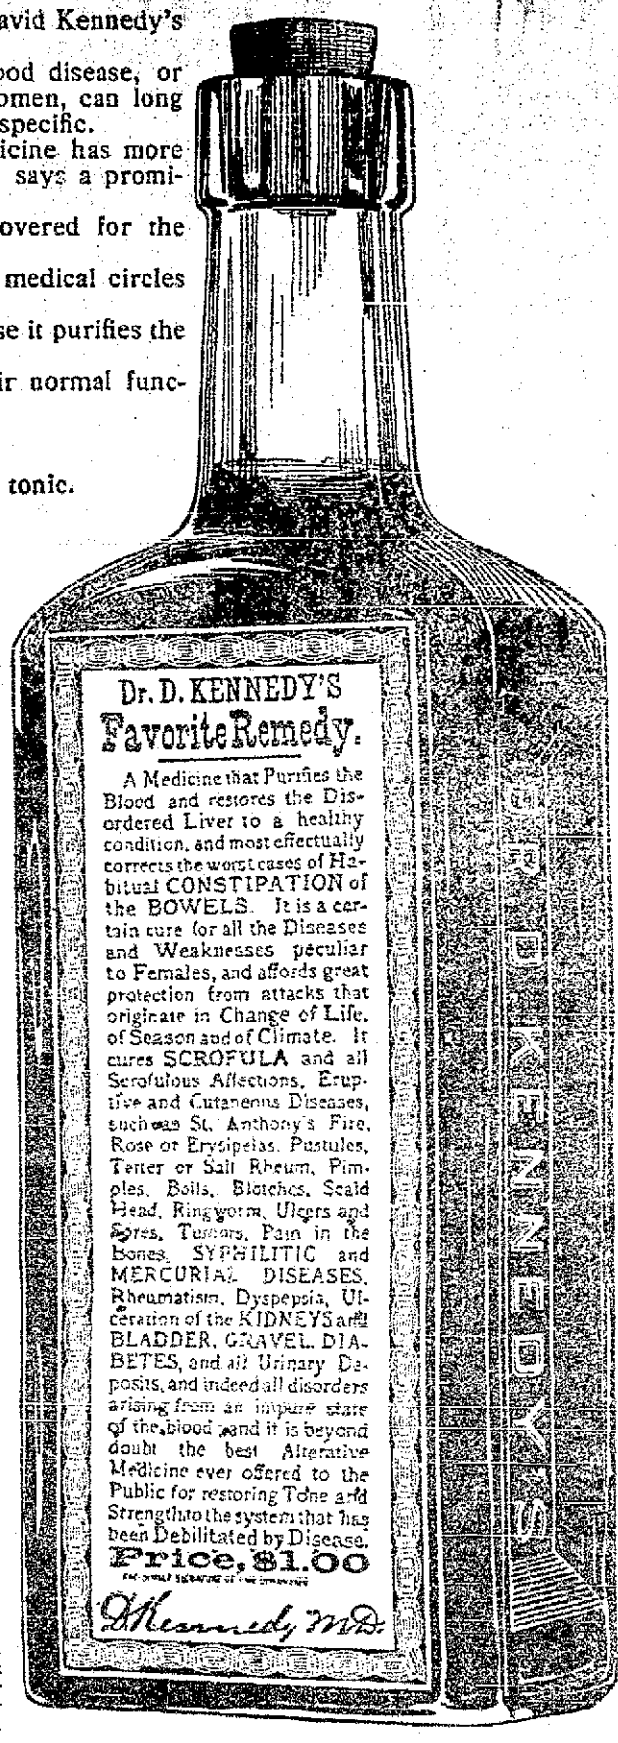 avid Kennedy's
ood disease, or
omen, can long
specific.
icine has more
says a promi-
overed for the
medical circles
se it purifies the
ir normal func-
tonic.
Dr. D. KENNEDY'S
Favorite Remedy.
A Medicine that Purifies the
Blood and restores the Dis-
ordered Liver to a healthy
condition, and most effectually
corrects the worst cases of Ha-
bitual CONSTIPATION of
the BOWELS. It is a cer-
tain cure for all the Diseases
and Weaknesses peculiar
to Females, and affords great
protection from attacks that
originate in Change of Life,
of Season and of Climate. It
cures SCROFULA and all
Scrofulous Affections, Erup-
tive and Cutaneous Diseases,
such as St. Anthony's Fire,
Rose or Erysipelas, Pustules,
Tetter or Salt Rheum, Pim-
ples, Boils, Blotches, Scald
Head, Ringworm, Ulcers and
Sores, Tumors, Pain in the
Bones, SYPHILITIC and
MERCURIAL DISEASES,
Rheumatism, Dyspepsia, Ul-
ceration of the KIDNEYS and
BLADDER, GRAVEL, DIA-
BETES, and all Urinary De-
posits, and indeed all disorders
arising from an impure state
of the blood, and it is beyond
doubt the best Alterative
Medicine ever offered to the
Public for restoring Tone and
Strength to the system that has
been Debilitated by Disease.
Price, $1.00
D Kennedy M.D.
DR. D. KENNEDY'S